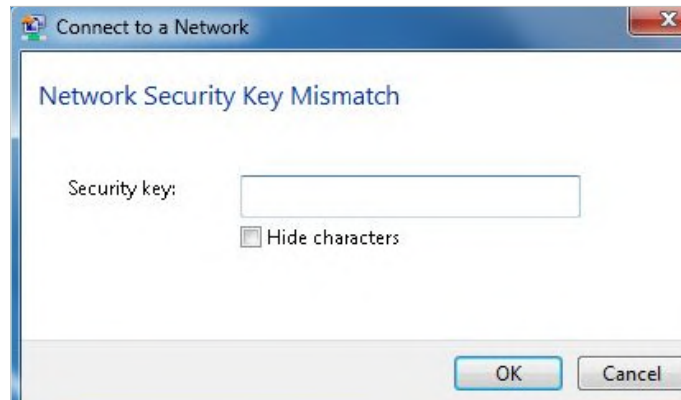 Connect to a Network
Network Security Key Mismatch
Security key:
Hide characters
OK Cancel